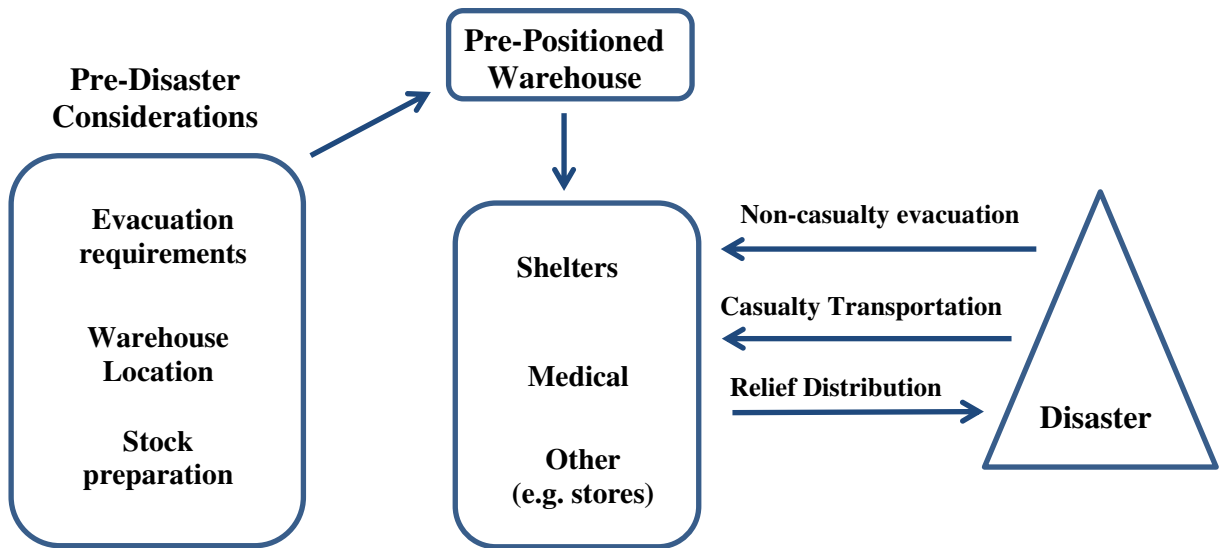 Pre-Disaster
Considerations
Evacuation
requirements
Warehouse
Location
Stock
preparation
Pre-Positioned
Warehouse
Shelters
Medical
Other
(e.g. stores)
Non-casualty evacuation
Casualty Transportation
Relief Distribution
Disaster